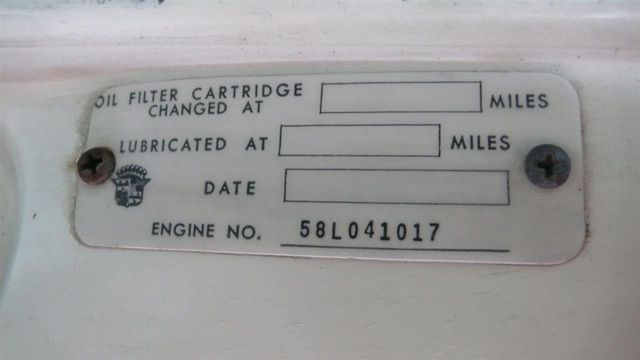 OIL FILTER CARTRIDGE
CHANGED AT MILES
LUBRICATED AT MILES
DATE
ENGINE NO. 58L041017